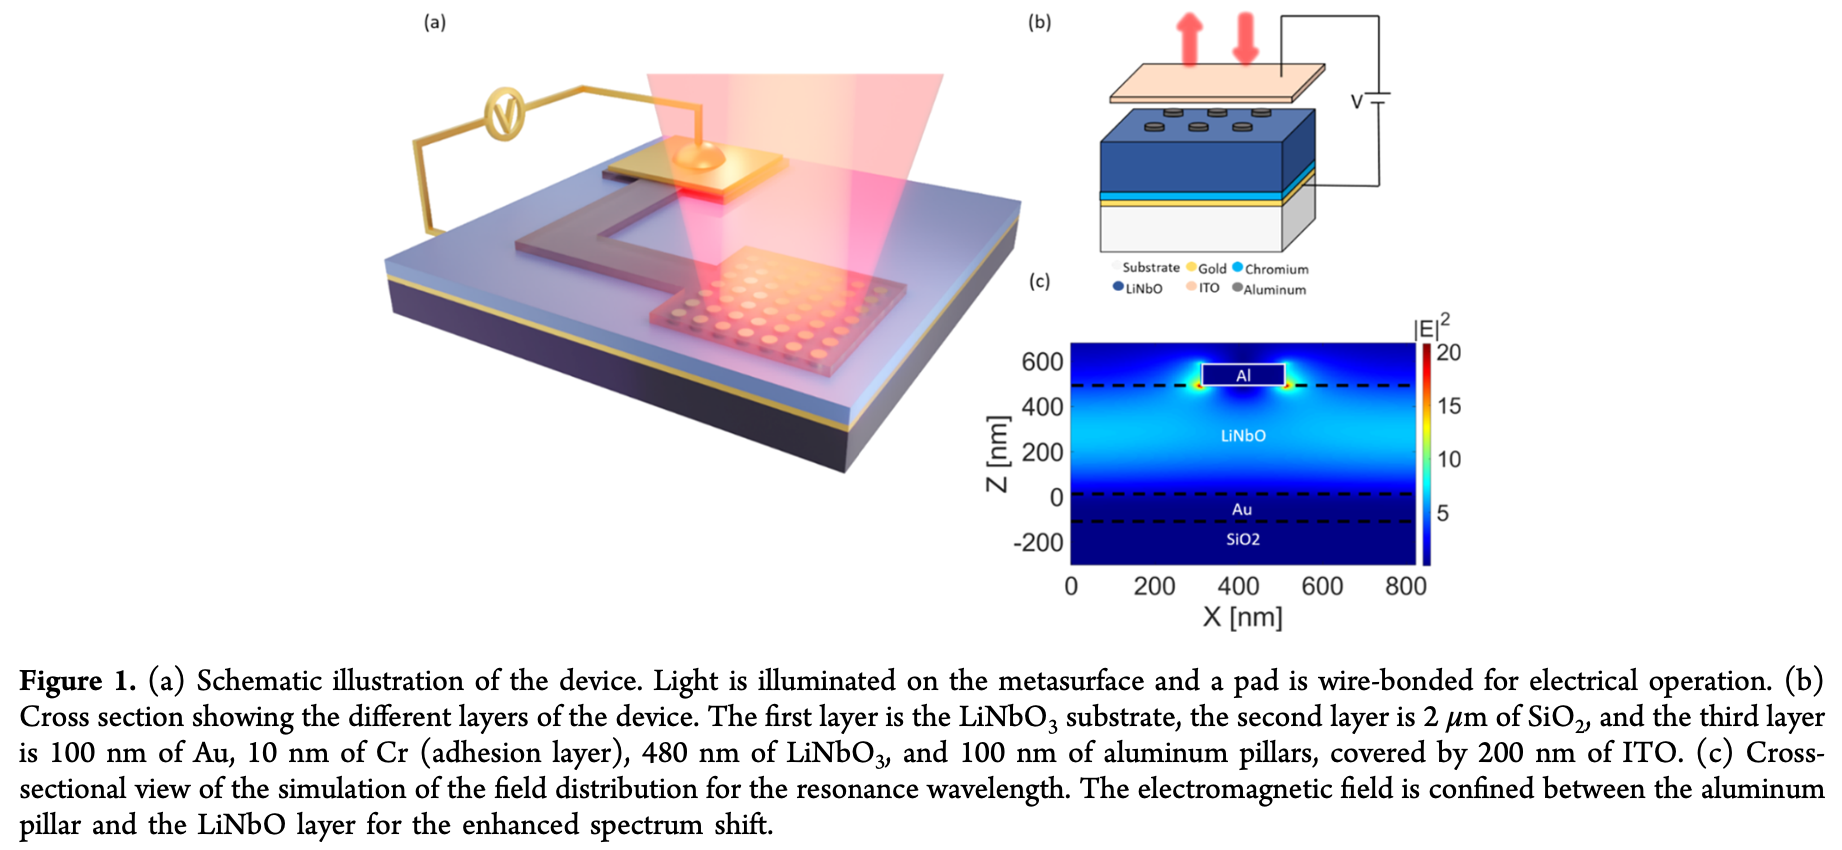 (a)
V
(b)
V
Substrate Gold Chromium
LiNbO ITO Aluminum
(c)
|E|²
600
400
200
0
-200
Z [nm]
Al
LiNbO
Au
SiO2
20
15
10
5
0 200 400 600 800
X [nm]
Figure 1. (a) Schematic illustration of the device. Light is illuminated on the metasurface and a pad is wire-bonded for electrical operation. (b)
Cross section showing the different layers of the device. The first layer is the LiNbO₃ substrate, the second layer is 2 μm of SiO₂, and the third layer
is 100 nm of Au, 10 nm of Cr (adhesion layer), 480 nm of LiNbO₃, and 100 nm of aluminum pillars, covered by 200 nm of ITO. (c) Cross-
sectional view of the simulation of the field distribution for the resonance wavelength. The electromagnetic field is confined between the aluminum
pillar and the LiNbO layer for the enhanced spectrum shift.